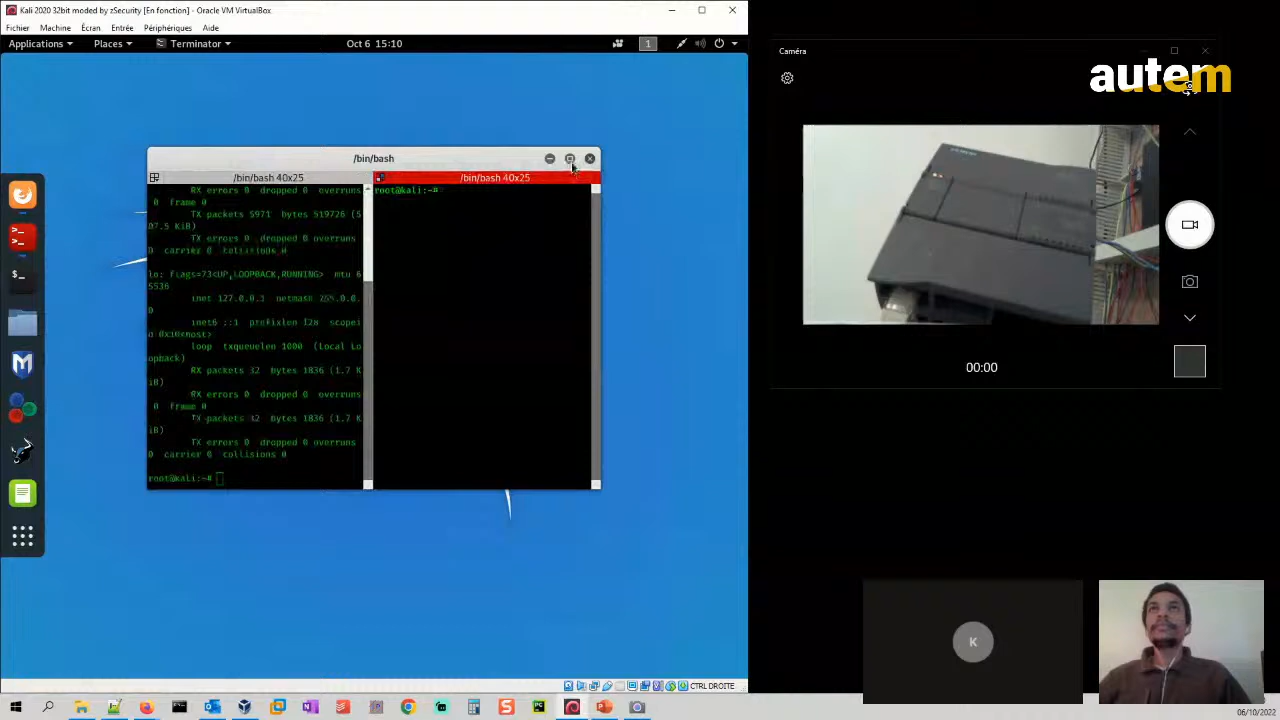 Kali 2020 32bit moded by zSecurity [En fonction] - Oracle VM VirtualBox
Fichier Machine Écran Entrée Périphériques Aide
Applications Places Terminator Oct 6 15:10 1
/bin/bash
/bin/bash 40x25
RX errors 0 dropped 0 overruns
0 frame 0
TX packets 5971 bytes 519726 (5
07.5 KiB)
TX errors 0 dropped 0 overruns
0 carrier 0 collisions 0
lo: flags=73<UP,LOOPBACK,RUNNING> mtu 6
5536
inet 127.0.0.1 netmask 255.0.0.
0
inet6 ::1 prefixlen 128 scopei
d 0x10<host>
loop txqueuelen 1000 (Local Lo
opback)
RX packets 32 bytes 1836 (1.7 K
iB)
RX errors 0 dropped 0 overruns
0 frame 0
TX packets 32 bytes 1836 (1.7 K
iB)
TX errors 0 dropped 0 overruns
0 carrier 0 collisions 0
root@kali:~#
/bin/bash 40x25
root@kali:~#
CTRL DROITE
Caméra
autem
00:00
K
06/10/2022